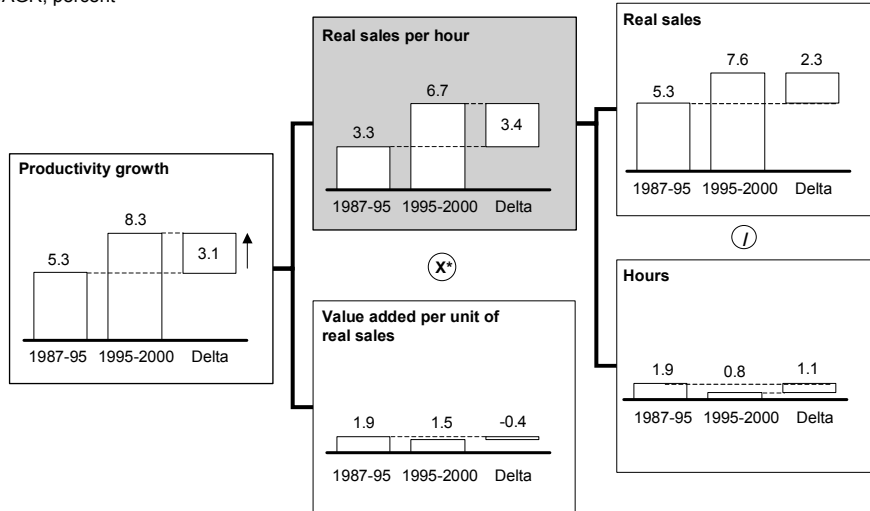 AGR, percent
Productivity growth
8.3
5.3
3.1
1987-95 1995-2000 Delta
Real sales per hour
6.7
3.3
3.4
1987-95 1995-2000 Delta
X*
Value added per unit of
real sales
1.9 1.5 -0.4
1987-95 1995-2000 Delta
Real sales
7.6 2.3
5.3
1987-95 1995-2000 Delta
/
Hours
1.9 0.8 1.1
1987-95 1995-2000 Delta